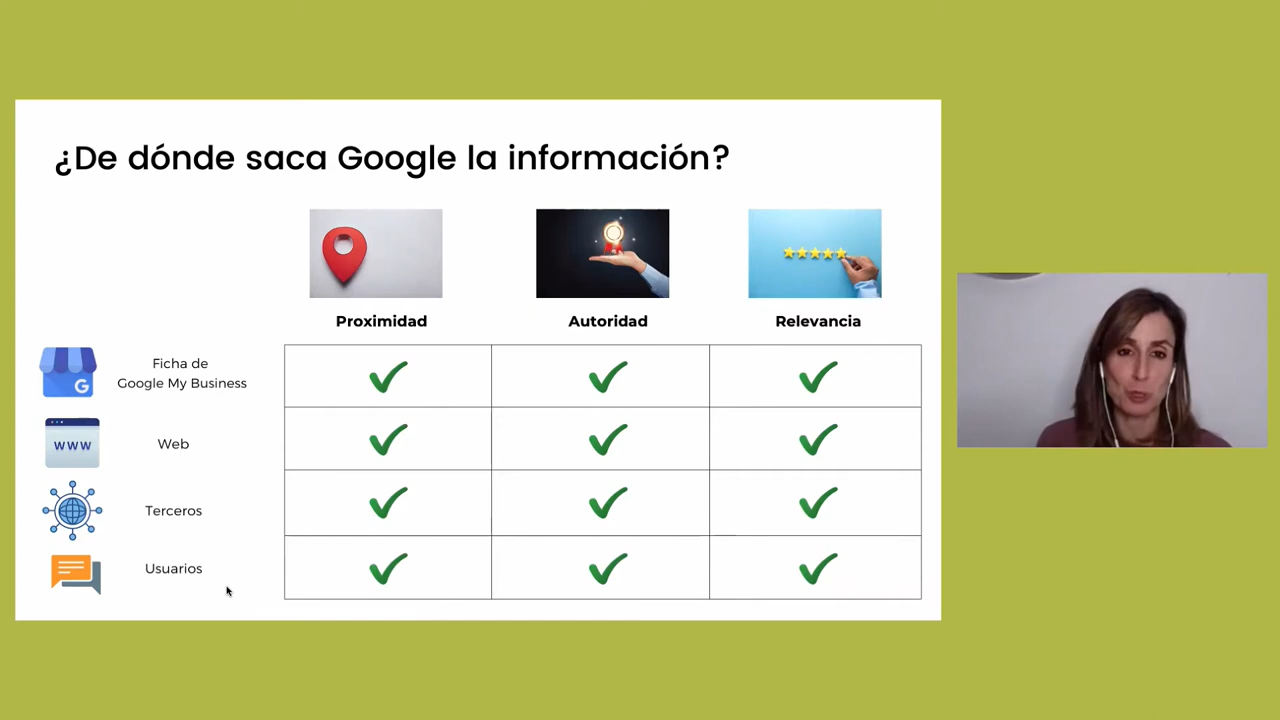 ¿De dónde saca Google la información?
Proximidad
Autoridad
Relevancia
Ficha de
Google My Business
G
Web
WWW
Terceros
Usuarios